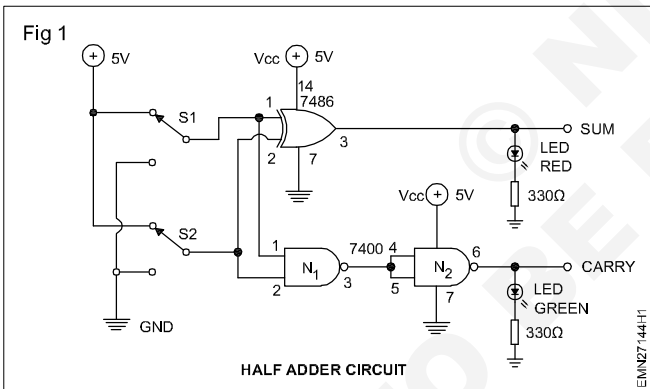 Fig 1
5V
Vcc 5V
14
7486
1
S1
3
SUM
2
7
LED
RED
330Ω
Vcc 5V
S2
1
7400
4
6
CARRY
N1
N2
2
3
5
7
LED
GREEN
GND
330Ω
HALF ADDER CIRCUIT
EMN27144H1